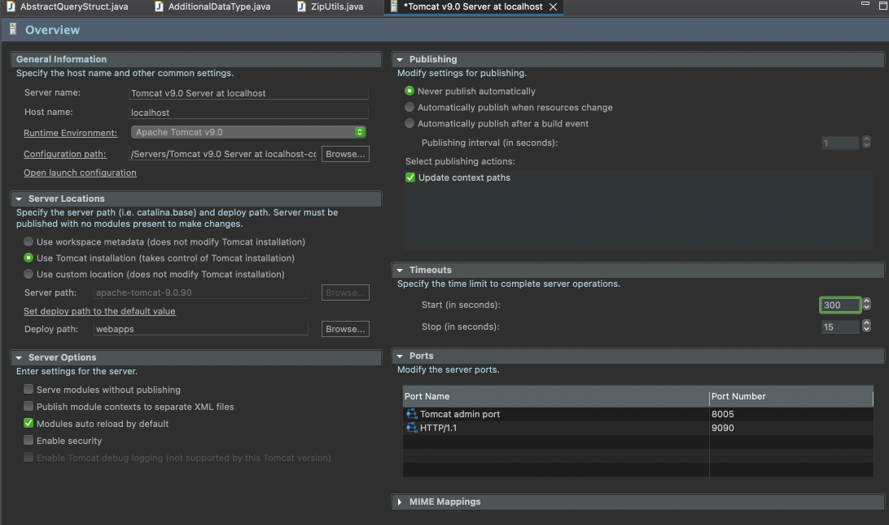 AbstractQueryStruct.java
AdditionalDataType.java
ZipUtils.java
*Tomcat v9.0 Server at localhost
Overview
General Information
Specify the host name and other common settings.
Server name:
Tomcat v9.0 Server at localhost
Host name:
localhost
Runtime Environment:
Apache Tomcat v9.0
Configuration path:
/Servers/Tomcat v9.0 Server at localhost-cc
Browse...
Open launch configuration
Server Locations
Specify the server path (i.e. catalina.base) and deploy path. Server must be
published with no modules present to make changes.
Use workspace metadata (does not modify Tomcat installation)
Use Tomcat installation (takes control of Tomcat installation)
Use custom location (does not modify Tomcat installation)
Server path:
apache-tomcat-9.0.90
Browse...
Set deploy path to the default value
Deploy path:
webapps
Browse...
Server Options
Enter settings for the server.
Serve modules without publishing
Publish module contexts to separate XML files
Modules auto reload by default
Enable security
Enable Tomcat debug logging (not supported by this Tomcat version)
Publishing
Modify settings for publishing.
Never publish automatically
Automatically publish when resources change
Automatically publish after a build event
Publishing interval (in seconds):
1
Select publishing actions:
Update context paths
Timeouts
Specify the time limit to complete server operations.
Start (in seconds):
300
Stop (in seconds):
15
Ports
Modify the server ports.
Port Name
Port Number
Tomcat admin port
8005
HTTP/1.1
9090
MIME Mappings